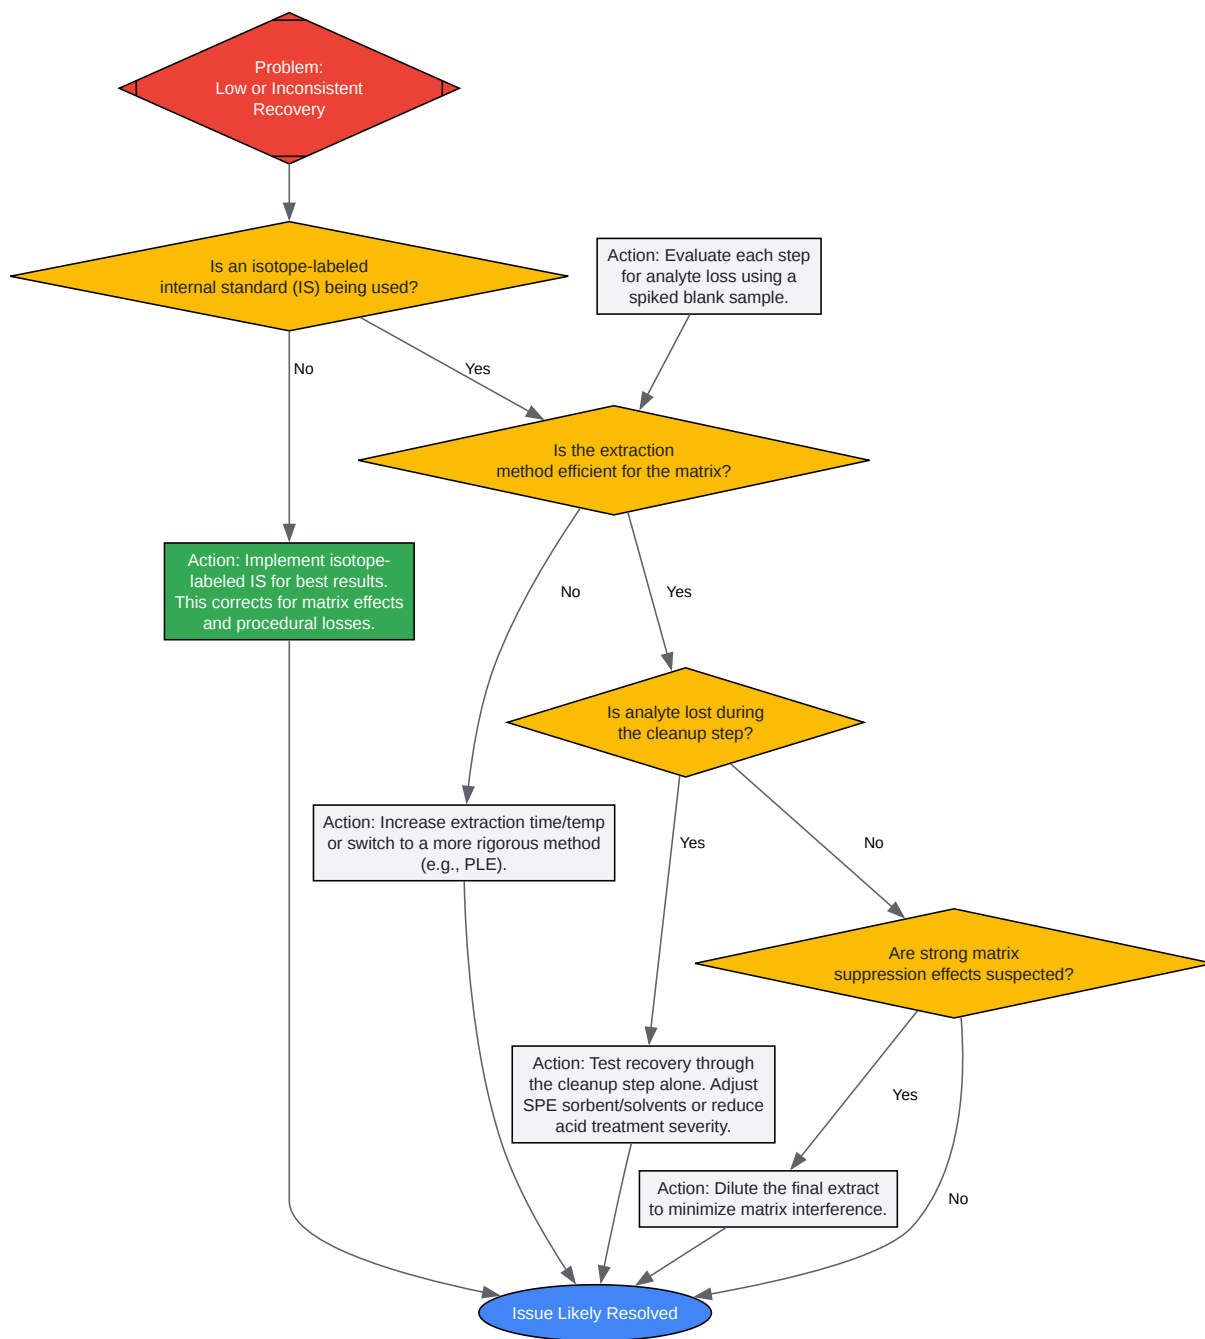 Problem:
Low or Inconsistent
Recovery
Is an isotope-labeled
internal standard (IS) being used?
Action: Evaluate each step
for analyte loss using a
spiked blank sample.
No
Yes
Is the extraction
method efficient for the matrix?
Action: Implement isotope-
labeled IS for best results.
This corrects for matrix effects
and procedural losses.
No
Yes
Is analyte lost during
the cleanup step?
Action: Increase extraction time/temp
or switch to a more rigorous method
(e.g., PLE).
Yes
No
Are strong matrix
suppression effects suspected?
Action: Test recovery through
the cleanup step alone. Adjust
SPE sorbent/solvents or reduce
acid treatment severity.
Yes
Action: Dilute the final extract
to minimize matrix interference.
No
Issue Likely Resolved